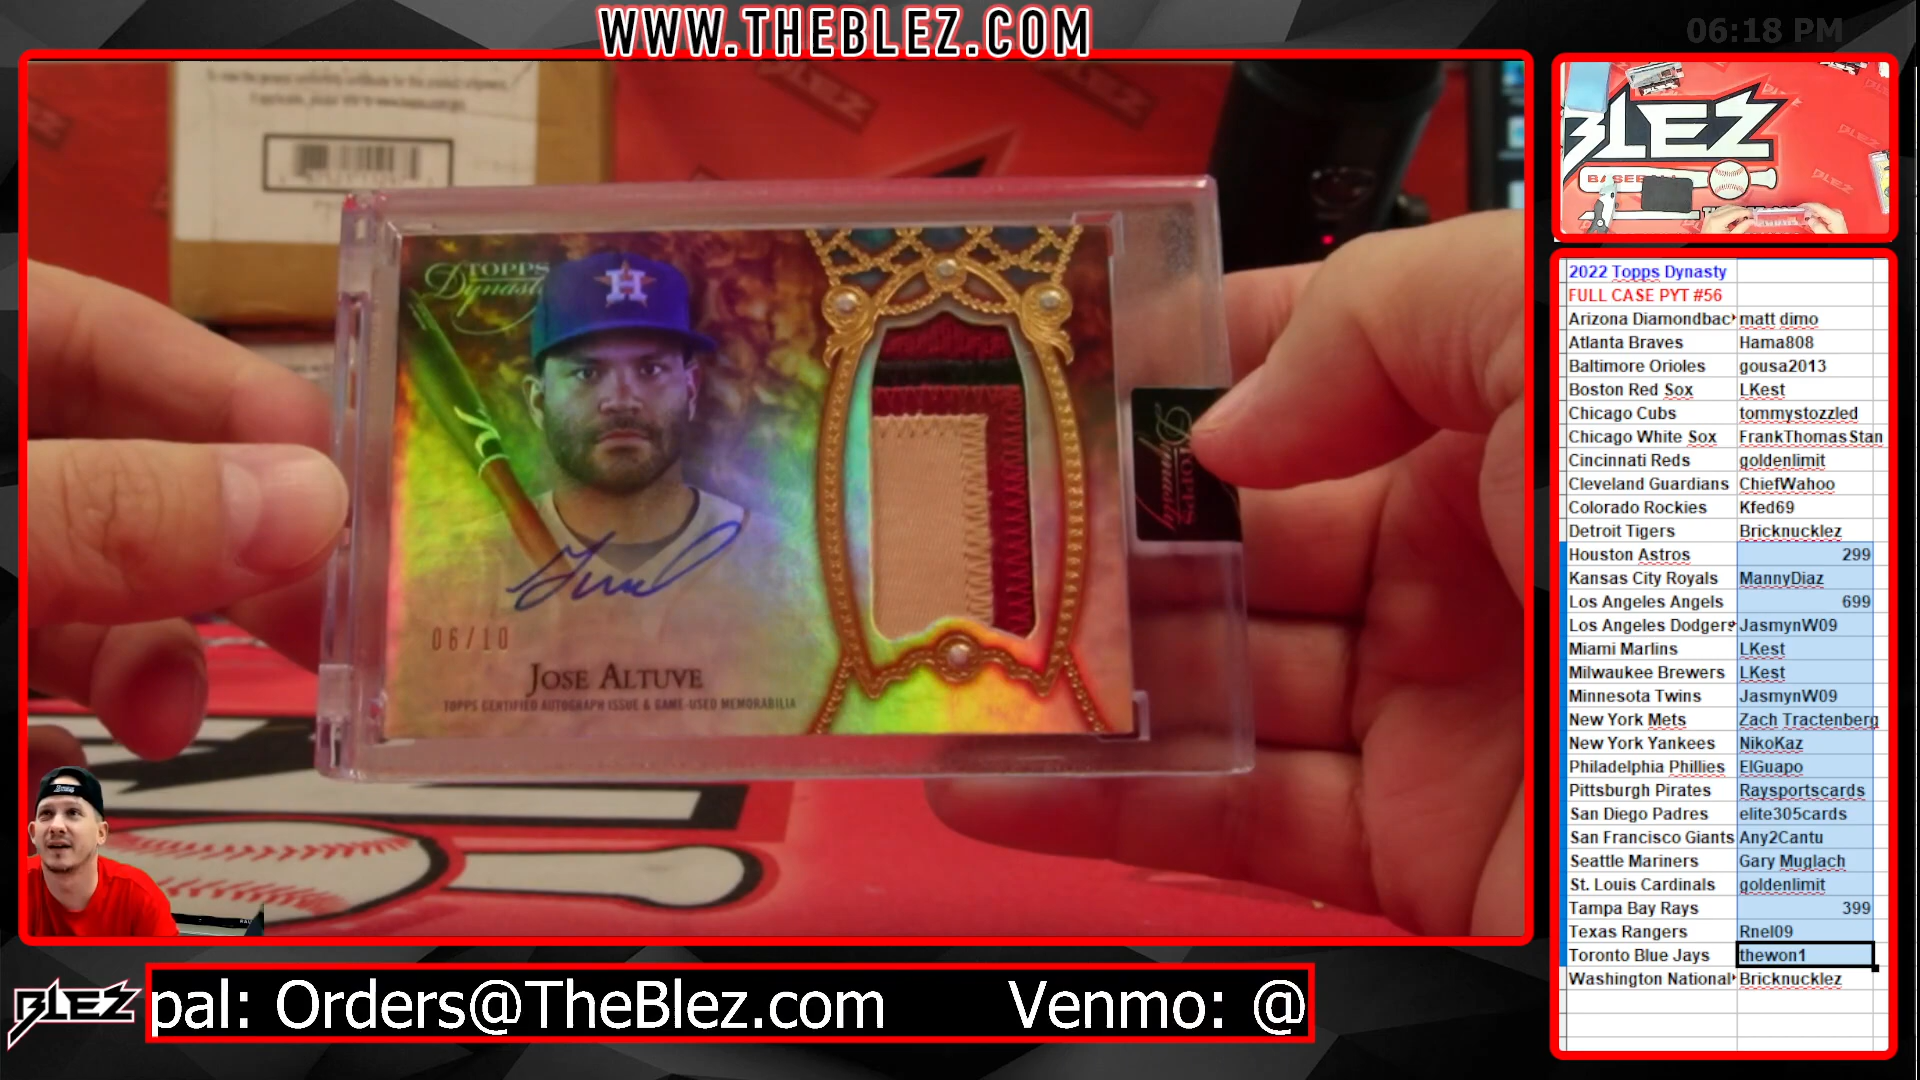 WWW.THEBLEZ.COM
06:18 PM
BLEZ
BLEZ
TOPPS
Dynasty
H
06/10
JOSE ALTUVE
TOPPS CERTIFIED AUTOGRAPH ISSUE & GAME-USED MEMORABILIA
TOPPS
Dynasty
BLEZ
BLEZ
2022 Topps Dynasty
FULL CASE PYT #56
Arizona Diamondbac matt dimo
Atlanta Braves Hama808
Baltimore Orioles gousa2013
Boston Red Sox LKest
Chicago Cubs tommystozzled
Chicago White Sox FrankThomasStan
Cincinnati Reds goldenlimit
Cleveland Guardians ChiefWahoo
Colorado Rockies Kfed69
Detroit Tigers Bricknucklez
Houston Astros 299
Kansas City Royals MannyDiaz
Los Angeles Angels 699
Los Angeles Dodgers JasmynW09
Miami Marlins LKest
Milwaukee Brewers LKest
Minnesota Twins JasmynW09
New York Mets Zach Tractenberg
New York Yankees NikoKaz
Philadelphia Phillies ElGuapo
Pittsburgh Pirates Raysportscards
San Diego Padres elite305cards
San Francisco Giants Any2Cantu
Seattle Mariners Gary Muglach
St. Louis Cardinals goldenlimit
Tampa Bay Rays 399
Texas Rangers Rnel09
Toronto Blue Jays thewon1
Washington National Bricknucklez
BLEZ
pal: Orders@TheBlez.com Venmo: @